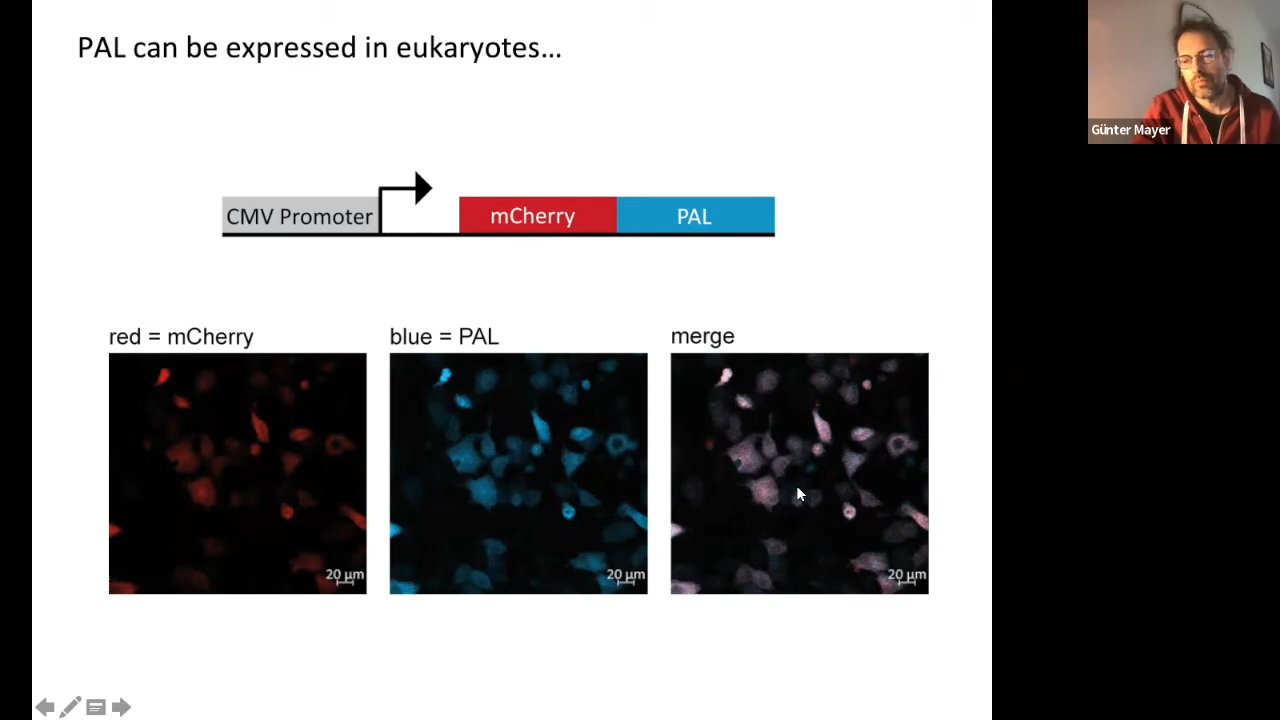 PAL can be expressed in eukaryotes...
Günter Mayer
CMV Promoter
mCherry
PAL
red = mCherry
blue = PAL
merge
20 µm
20 µm
20 µm